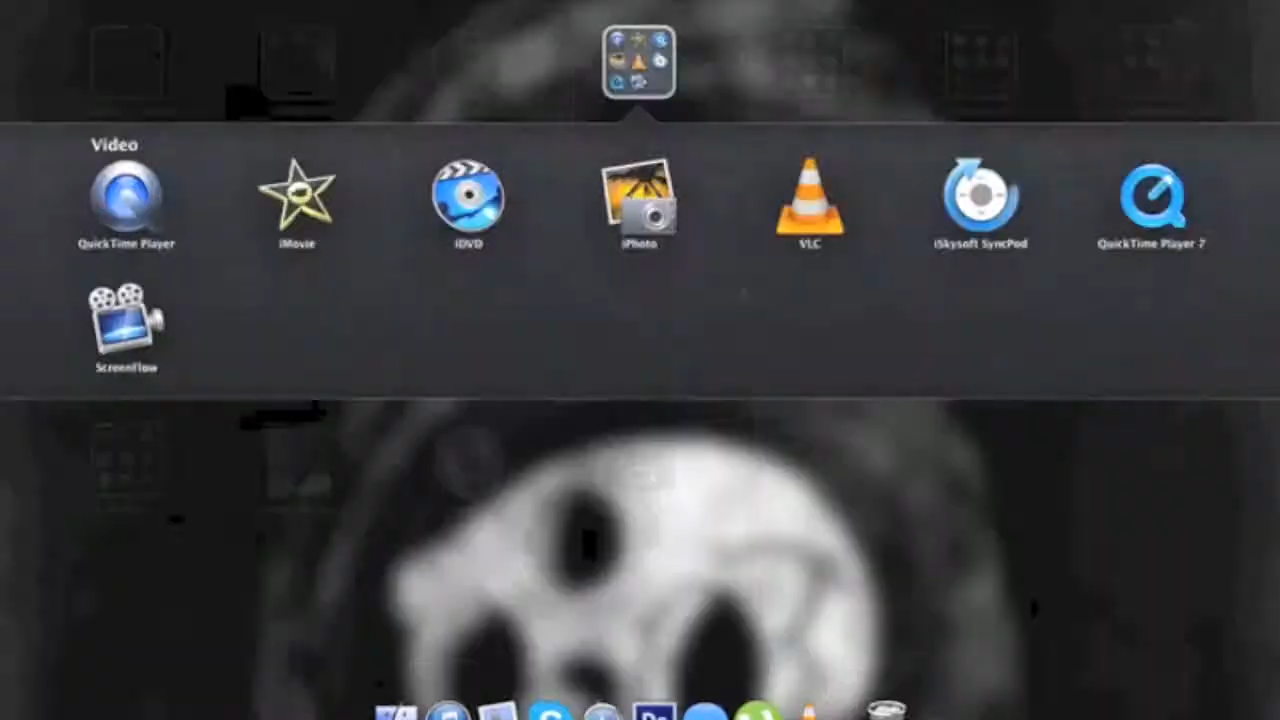 Video
QuickTime Player
iMovie
iDVD
iPhoto
VLC
iSkysoft SyncPod
QuickTime Player 7
ScreenFlow